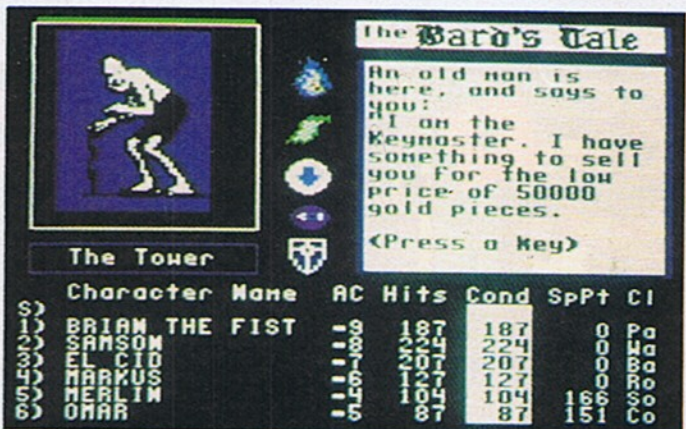 The Bard's Tale
An old man is
here, and says to
you:
"I am the
Keymaster. I have
something to sell
you for the low
price of 50000
gold pieces.
(Press a Key)
The Tower
Character Name AC Hits Cond SpPt Cl
S)
1) BRIAN THE FIST -9 187 187 0 Pa
2) SAMSON -8 224 224 0 Wa
3) EL CID -7 207 207 0 Ba
4) MARKUS -6 127 127 0 Ro
5) MERLIN -4 104 104 166 So
6) OMAR -5 87 87 151 Co